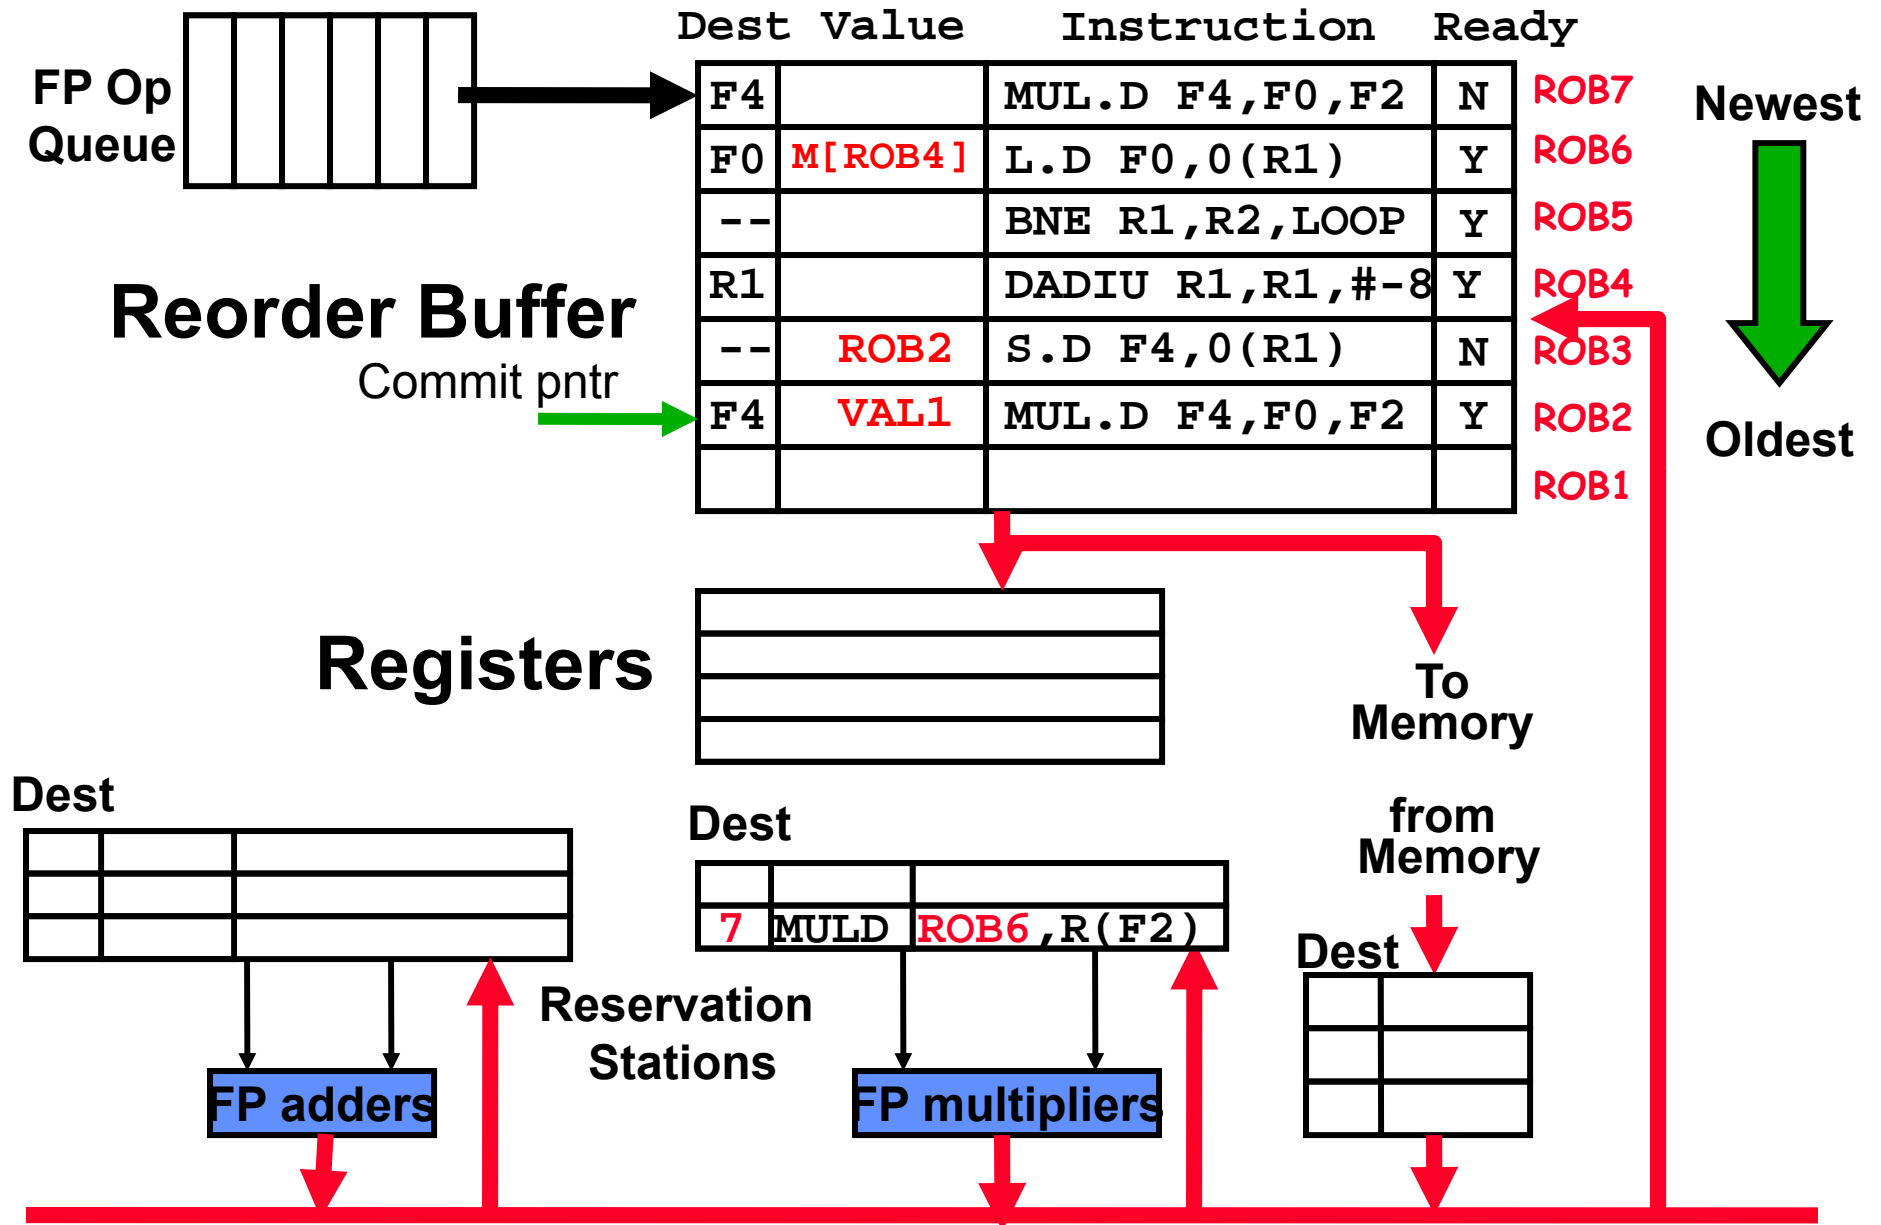 Dest Value Instruction Ready
FP Op
Queue
F4 MUL.D F4,F0,F2 N ROB7
F0 M[ROB4] L.D F0,0(R1) Y ROB6
-- BNE R1,R2,LOOP Y ROB5
R1 DADIU R1,R1,#-8 Y ROB4
-- ROB2 S.D F4,0(R1) N ROB3
F4 VAL1 MUL.D F4,F0,F2 Y ROB2
ROB1
Newest
Oldest
Reorder Buffer
Commit pntr
Registers
To
Memory
from
Memory
Dest
Dest
7 MULD ROB6,R(F2)
Dest
Reservation
Stations
FP adders
FP multipliers